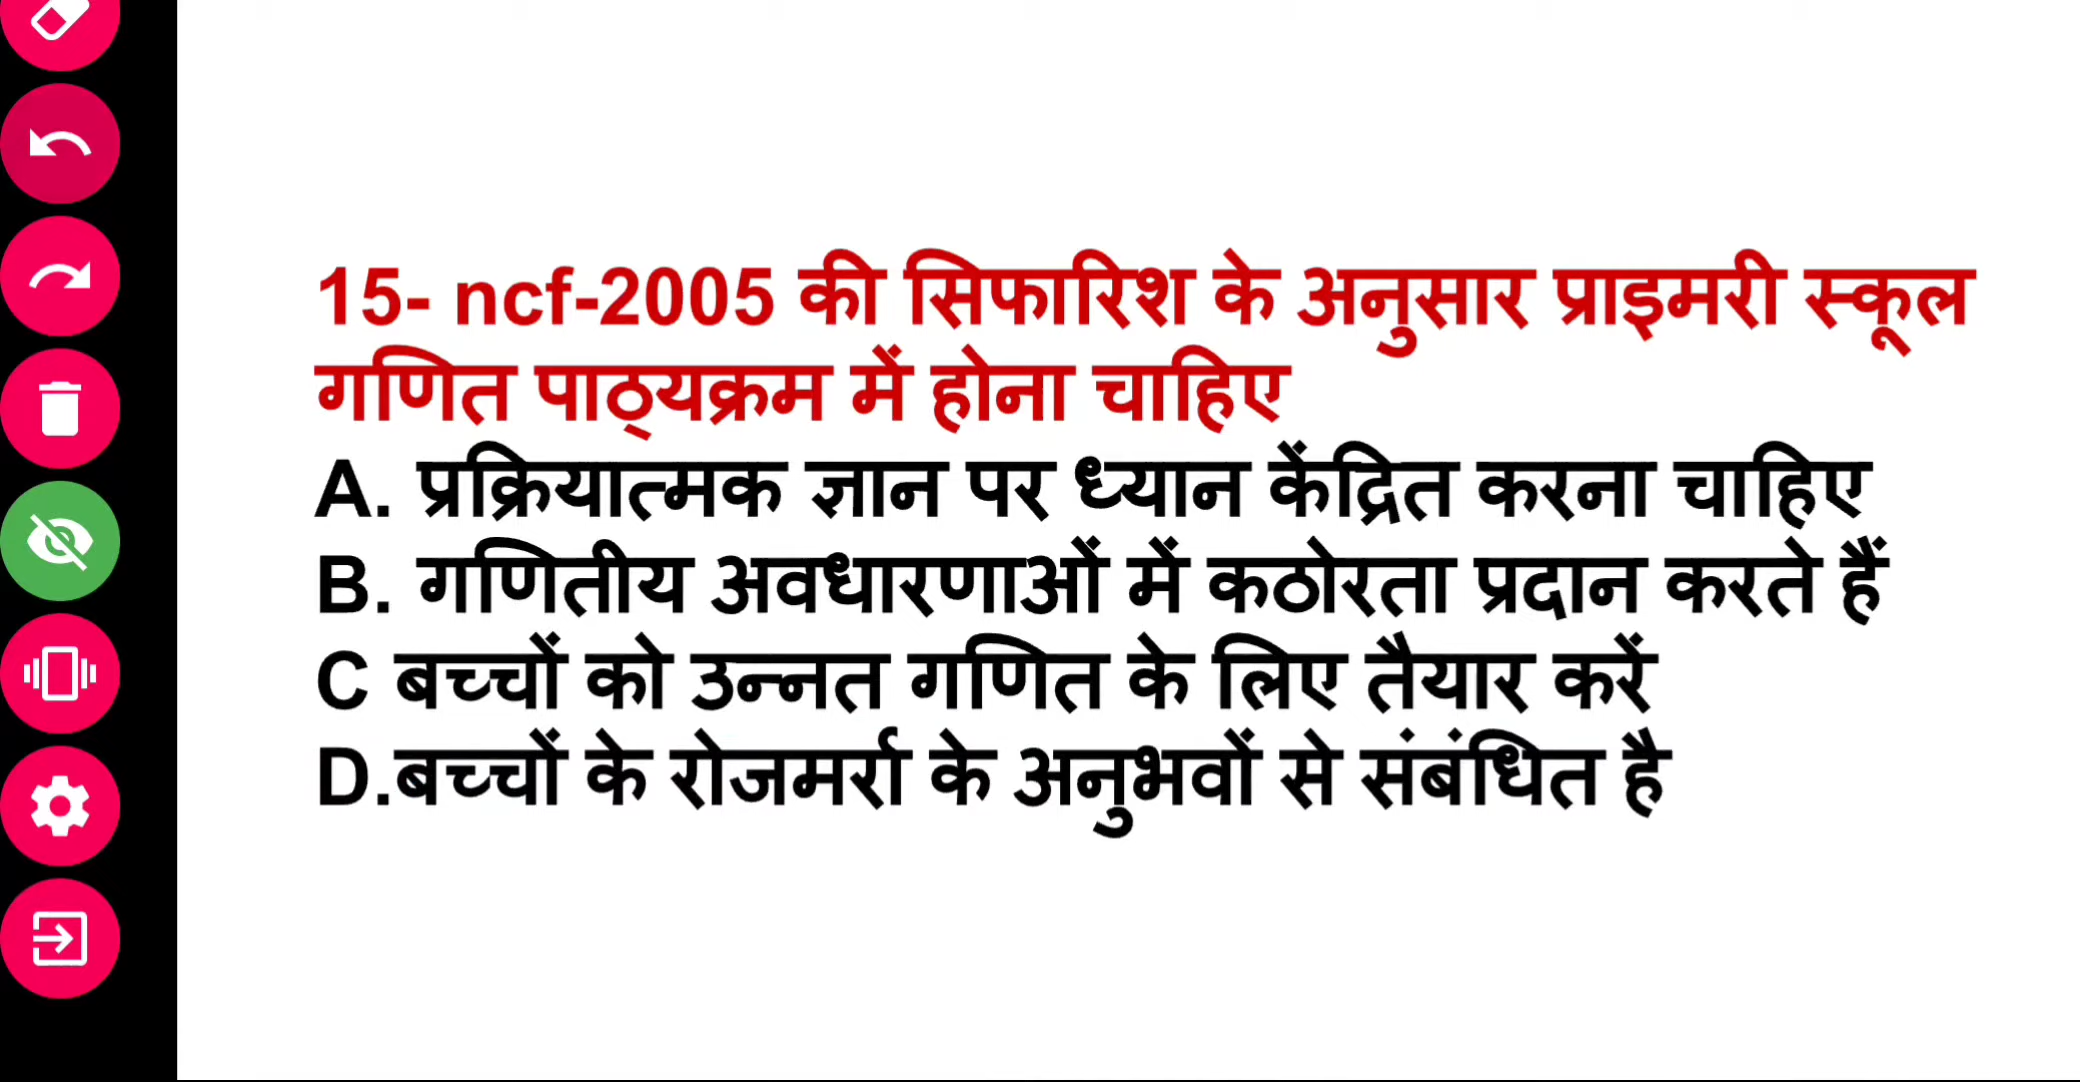 15- ncf-2005 की सिफारिश के अनुसार प्राइमरी स्कूल
गणित पाठ्यक्रम में होना चाहिए
A. प्रक्रियात्मक ज्ञान पर ध्यान केंद्रित करना चाहिए
B. गणितीय अवधारणाओं में कठोरता प्रदान करते हैं
C बच्चों को उन्नत गणित के लिए तैयार करें
D.बच्चों के रोजमर्रा के अनुभवों से संबंधित है